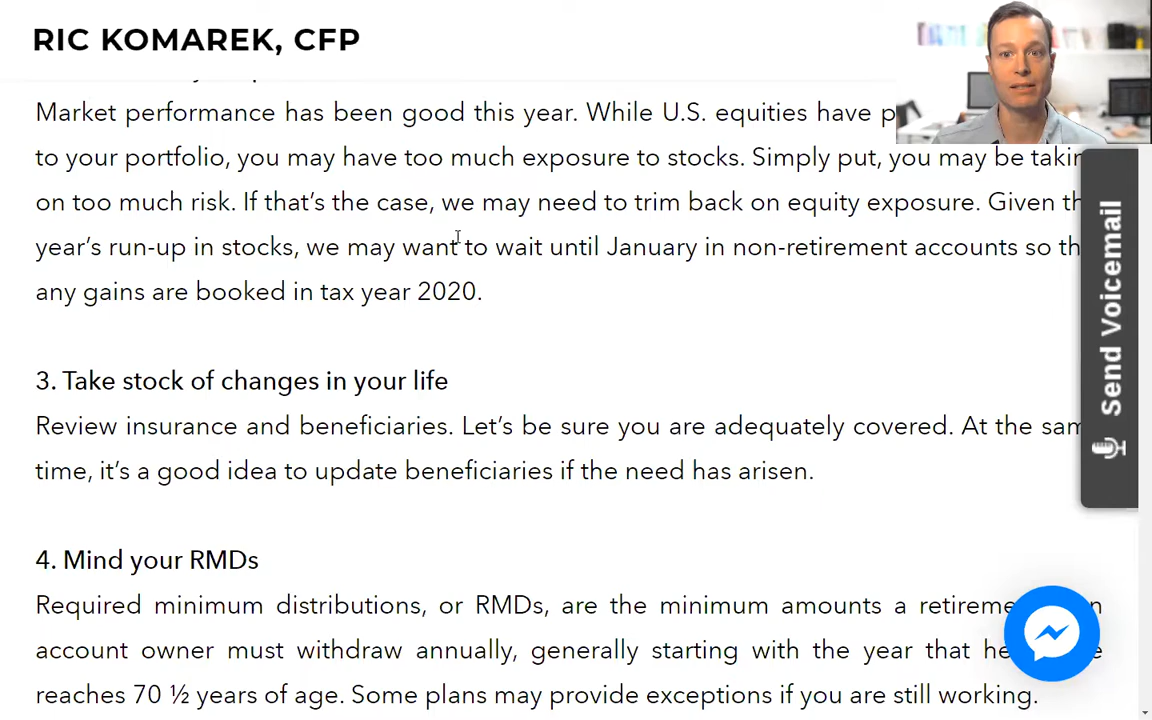 RIC KOMAREK, CFP
Market performance has been good this year. While U.S. equities have
to your portfolio, you may have too much exposure to stocks. Simply put, you may be
on too much risk. If that's the case, we may need to trim back on equity exposure. Given
year's run-up in stocks, we may want to wait until January in non-retirement accounts so
any gains are booked in tax year 2020.
3. Take stock of changes in your life
Review insurance and beneficiaries. Let's be sure you are adequately covered. At the
time, it's a good idea to update beneficiaries if the need has arisen.
4. Mind your RMDs
Required minimum distributions, or RMDs, are the minimum amounts a
account owner must withdraw annually, generally starting with the year that
reaches 70 ½ years of age. Some plans may provide exceptions if you are still working.
Send Voicemail